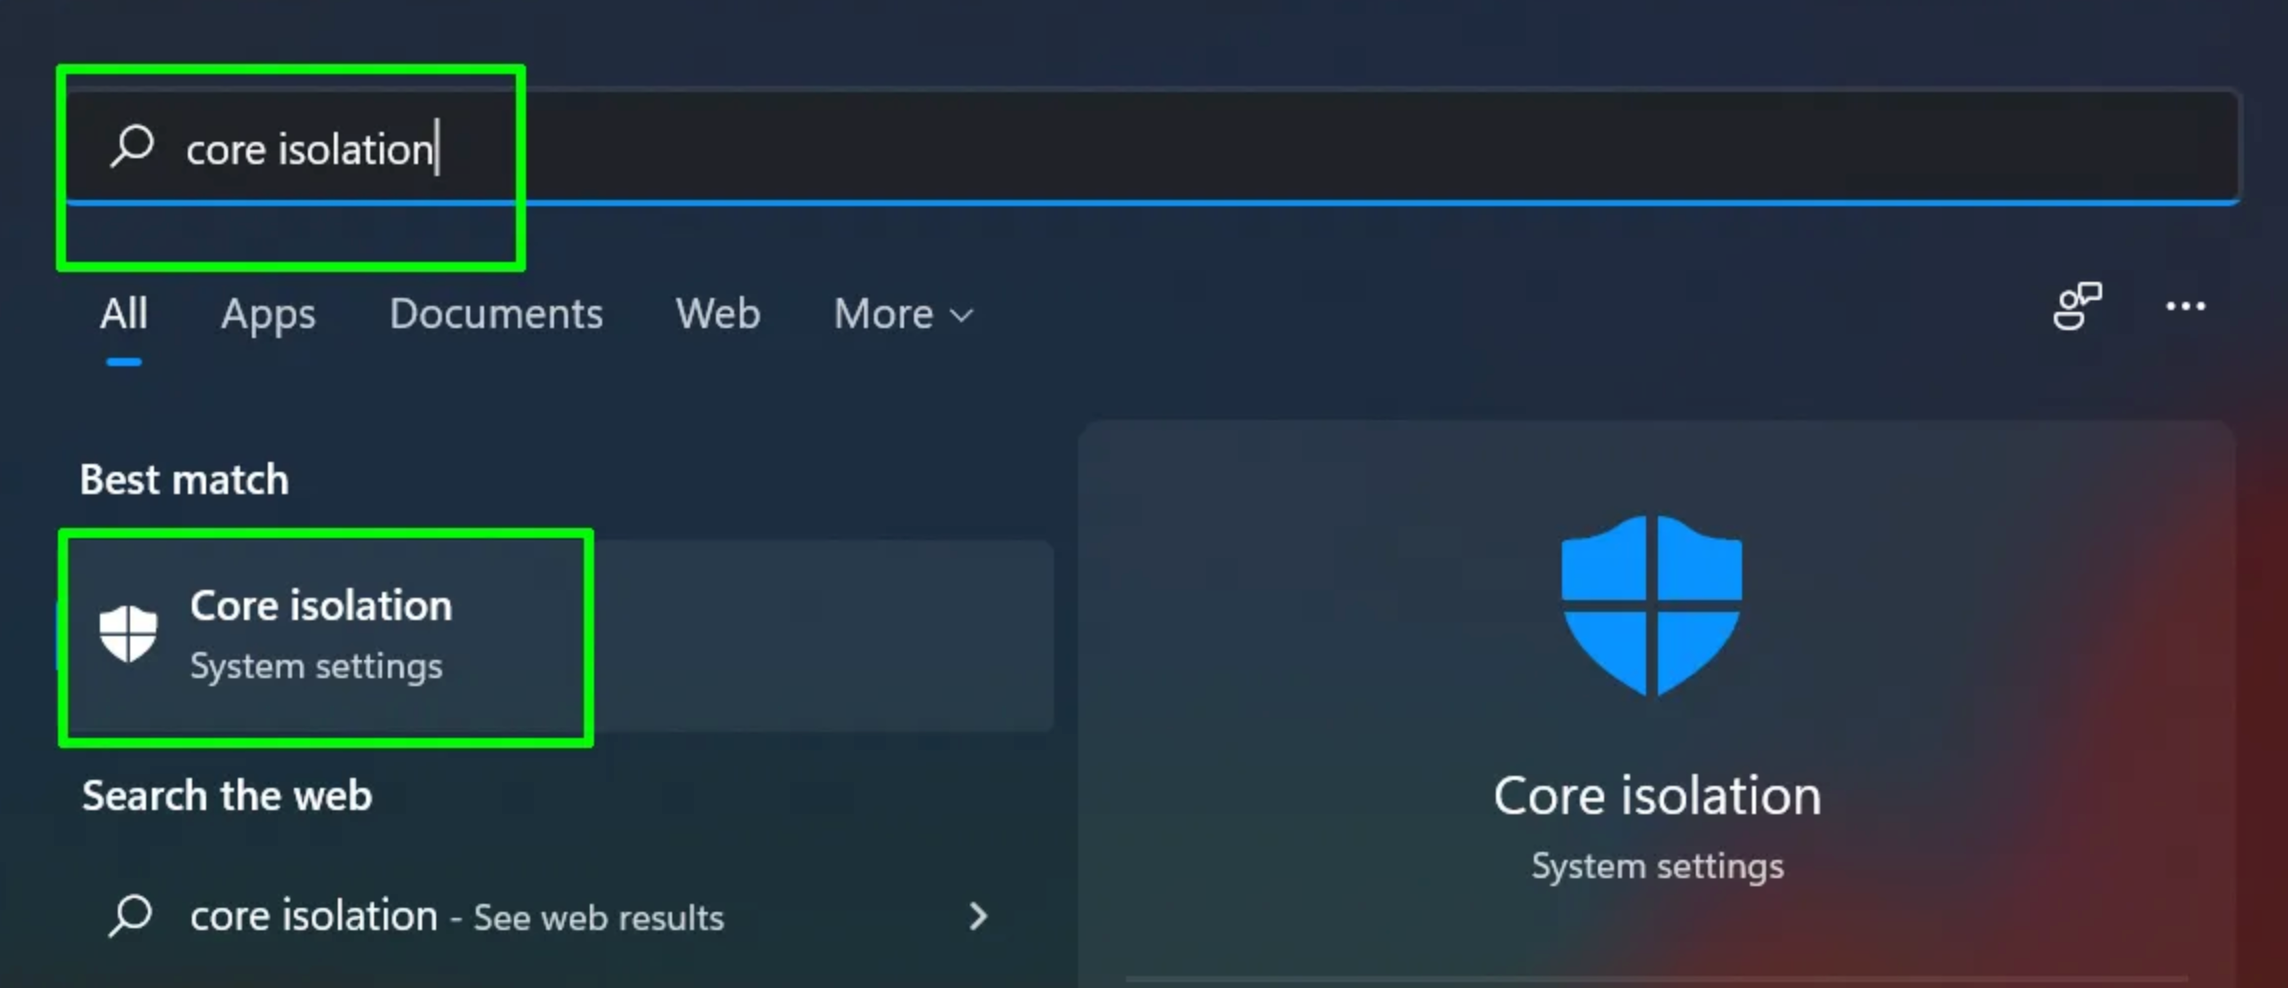 core isolation
All Apps Documents Web More
Best match
Core isolation
System settings
Search the web
core isolation - See web results
Core isolation
System settings